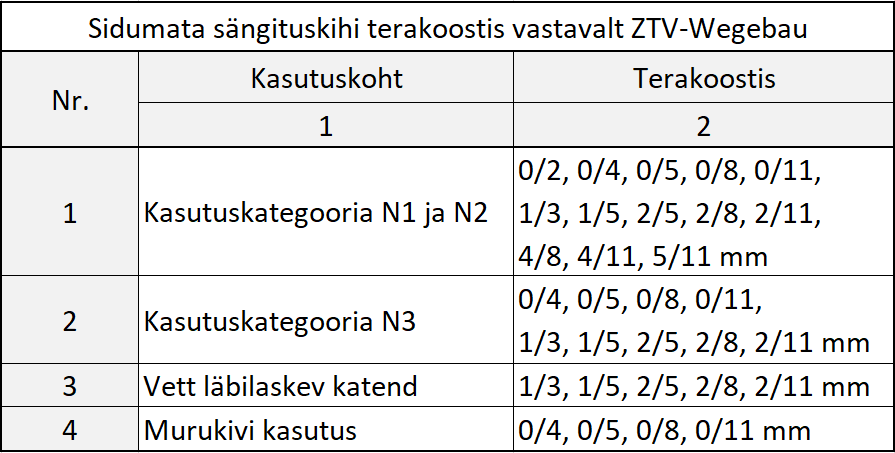 Sidumata sängituskihi terakoostis vastavalt ZTV-Wegebau
Nr.
Kasutuskoht
Terakoostis
1
2
1
Kasutuskategooria N1 ja N2
0/2, 0/4, 0/5, 0/8, 0/11,
1/3, 1/5, 2/5, 2/8, 2/11,
4/8, 4/11, 5/11 mm
2
Kasutuskategooria N3
0/4, 0/5, 0/8, 0/11,
1/3, 1/5, 2/5, 2/8, 2/11 mm
3
Vett läbilaskev katend
1/3, 1/5, 2/5, 2/8, 2/11 mm
4
Murukivi kasutus
0/4, 0/5, 0/8, 0/11 mm